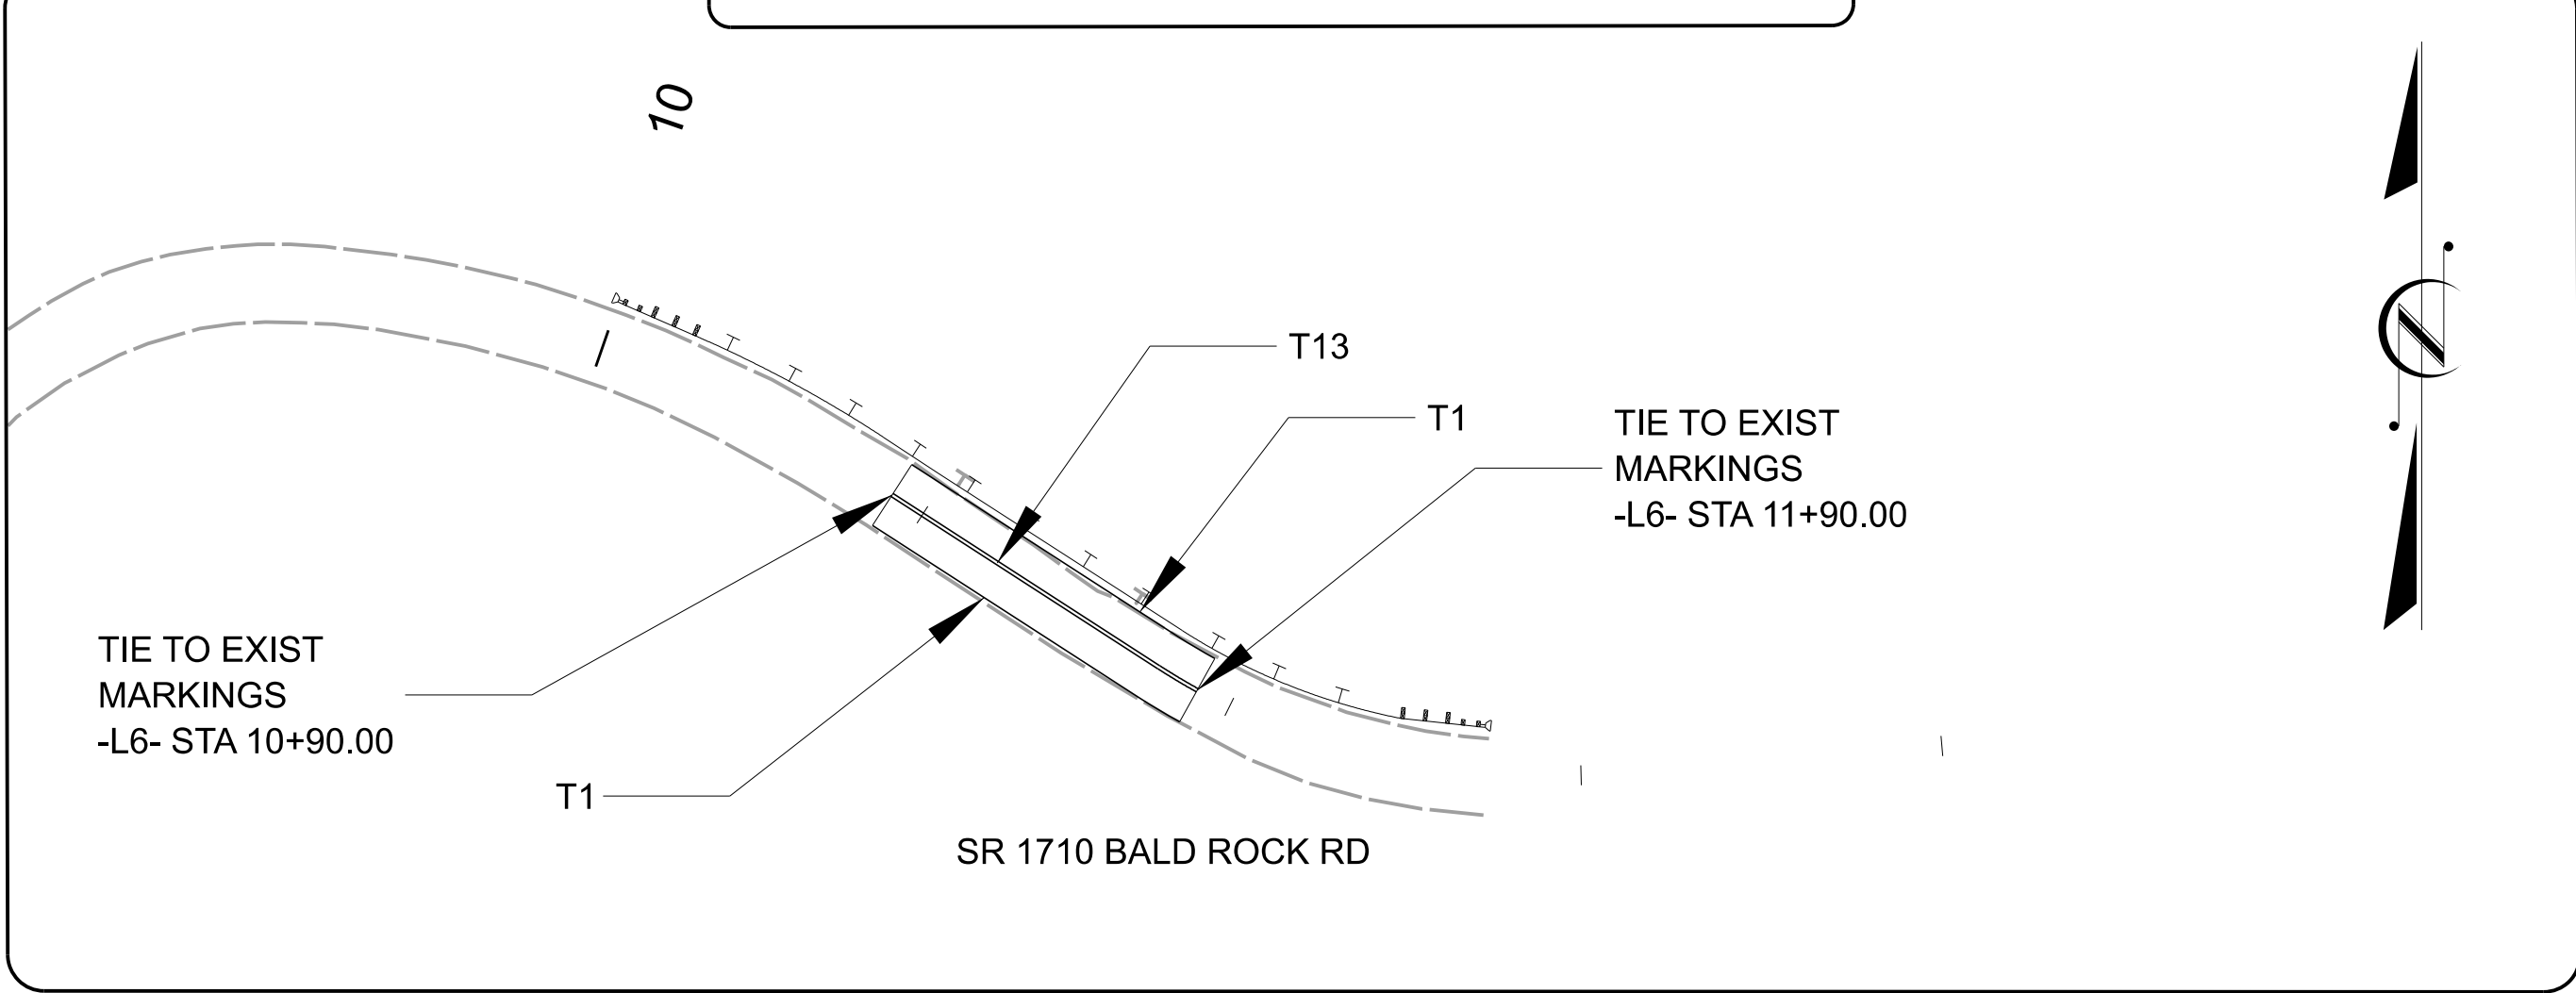 10
T13
T1
TIE TO EXIST
MARKINGS
-L6- STA 11+90.00
TIE TO EXIST
MARKINGS
-L6- STA 10+90.00
T1
SR 1710 BALD ROCK RD
N